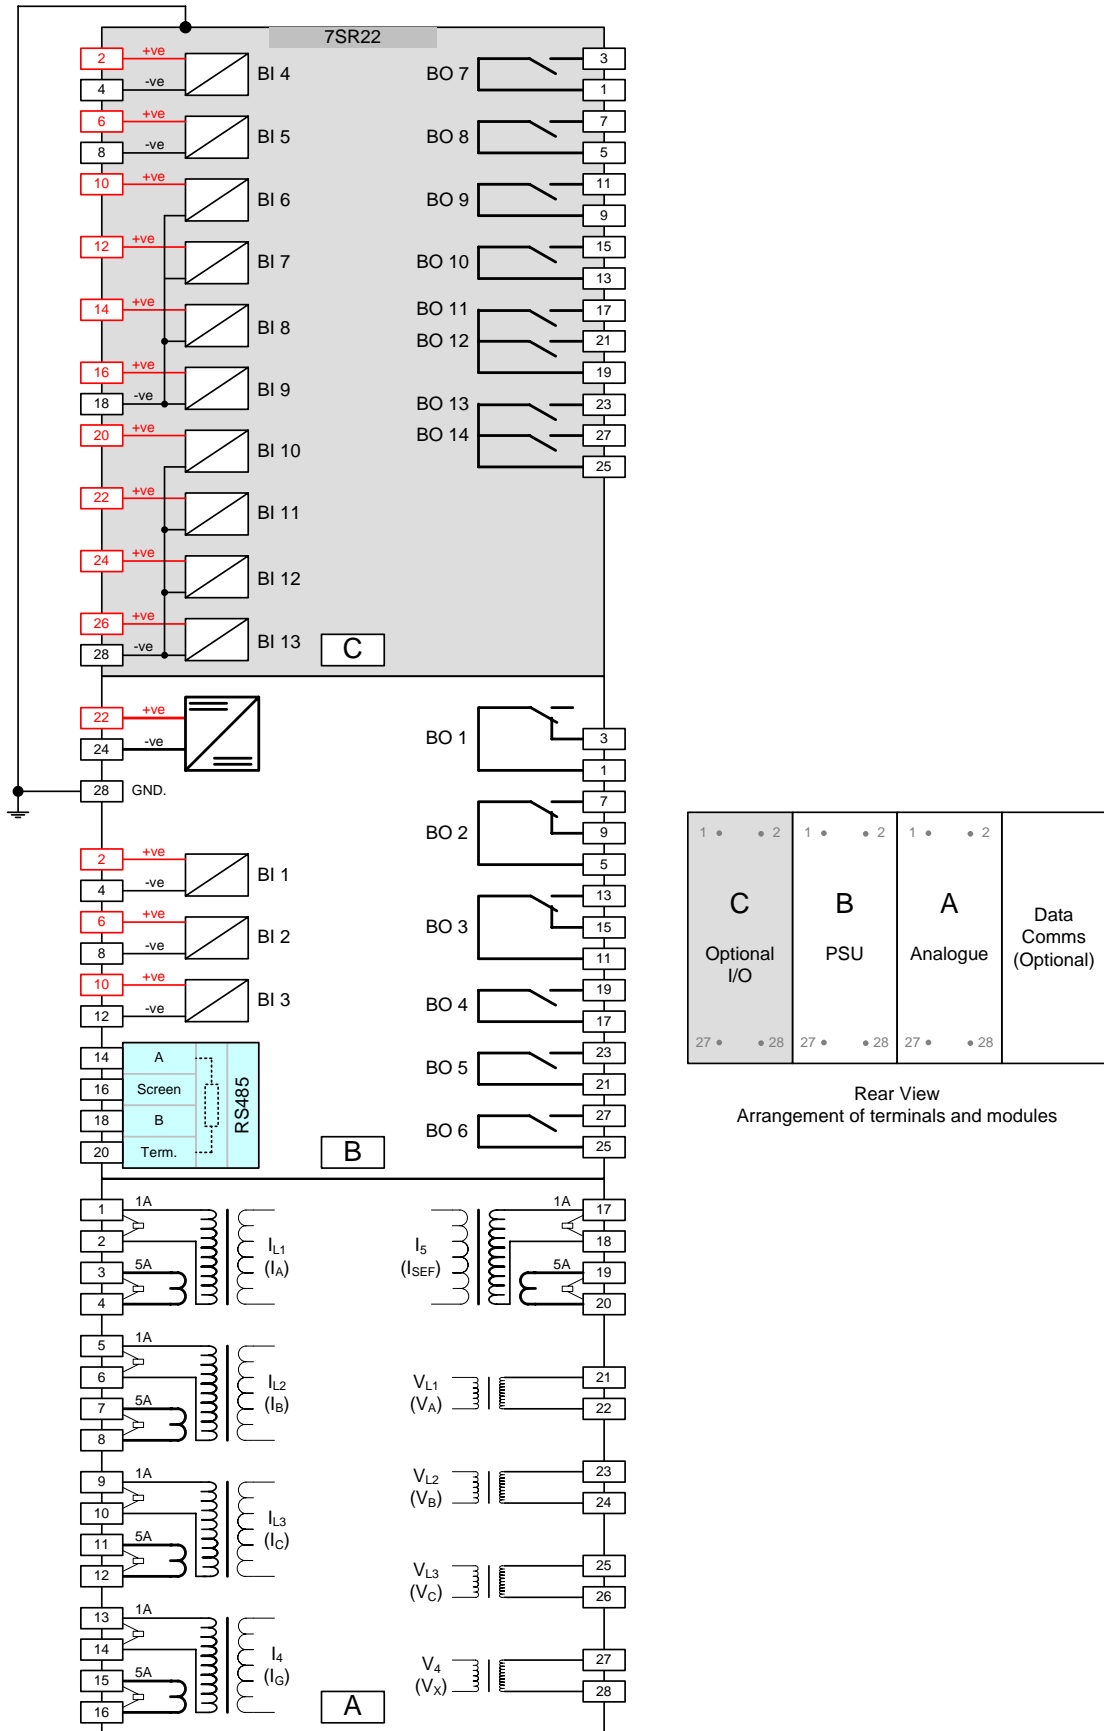 7SR22
2 +ve BI 4 BO 7 3
4 -ve 1
6 +ve BI 5 BO 8 7
8 -ve 5
10 +ve BI 6 BO 9 11
9
12 +ve BI 7 BO 10 15
13
14 +ve BI 8 BO 11 17
BO 12 21
16 +ve BI 9 19
18 -ve BO 13 23
20 +ve BI 10 BO 14 27
25
22 +ve BI 11
24 +ve BI 12
26 +ve BI 13
28 -ve C
22 +ve BO 1 3
24 -ve 1
28 GND.
BO 2 7
9
5
2 +ve BI 1
4 -ve
6 +ve BI 2 BO 3 13
8 -ve 15
11
10 +ve BI 3 BO 4 19
12 -ve 17
14 A RS485 BO 5 23
16 Screen 21
18 B BO 6 27
20 Term. B 25
1 1A IL1 I5 1A 17
2 (IA) (ISEF) 18
3 5A 5A 19
4 20
5 1A IL2 VL1 21
6 (IB) (VA) 22
7 5A
8
9 1A IL3 VL2 23
10 (IC) (VB) 24
11 5A VL3 25
12 (VC) 26
13 1A I4 V4 27
14 (IG) (VX) 28
15 5A
16 A
1 2 1 2 1 2
C B A Data
Comms
(Optional)
Optional
I/O
PSU
Analogue
27 28 27 28 27 28
Rear View
Arrangement of terminals and modules